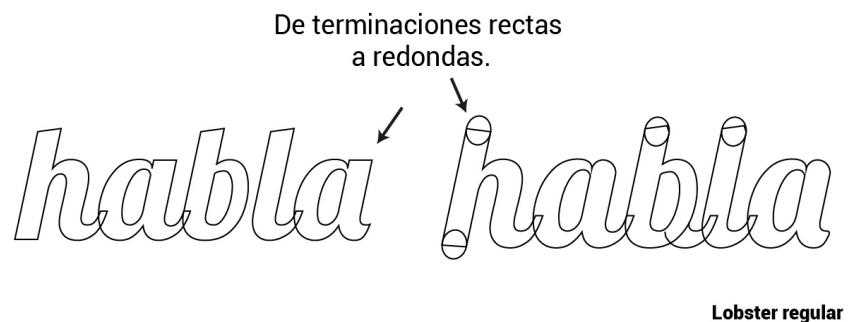 De terminaciones rectas
a redondas.
habla habla
Lobster regular